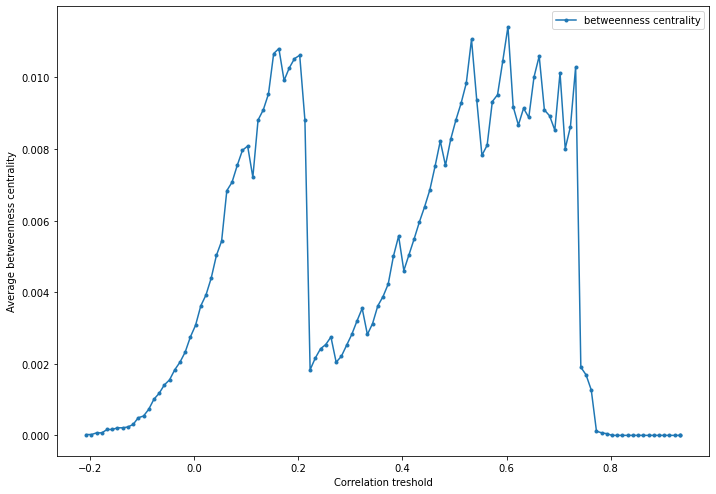 betweenness centrality
0.010
0.008
0.006
0.004
0.002
0.000
Average betweenness centrality
−0.2 0.0 0.2 0.4 0.6 0.8
Correlation treshold